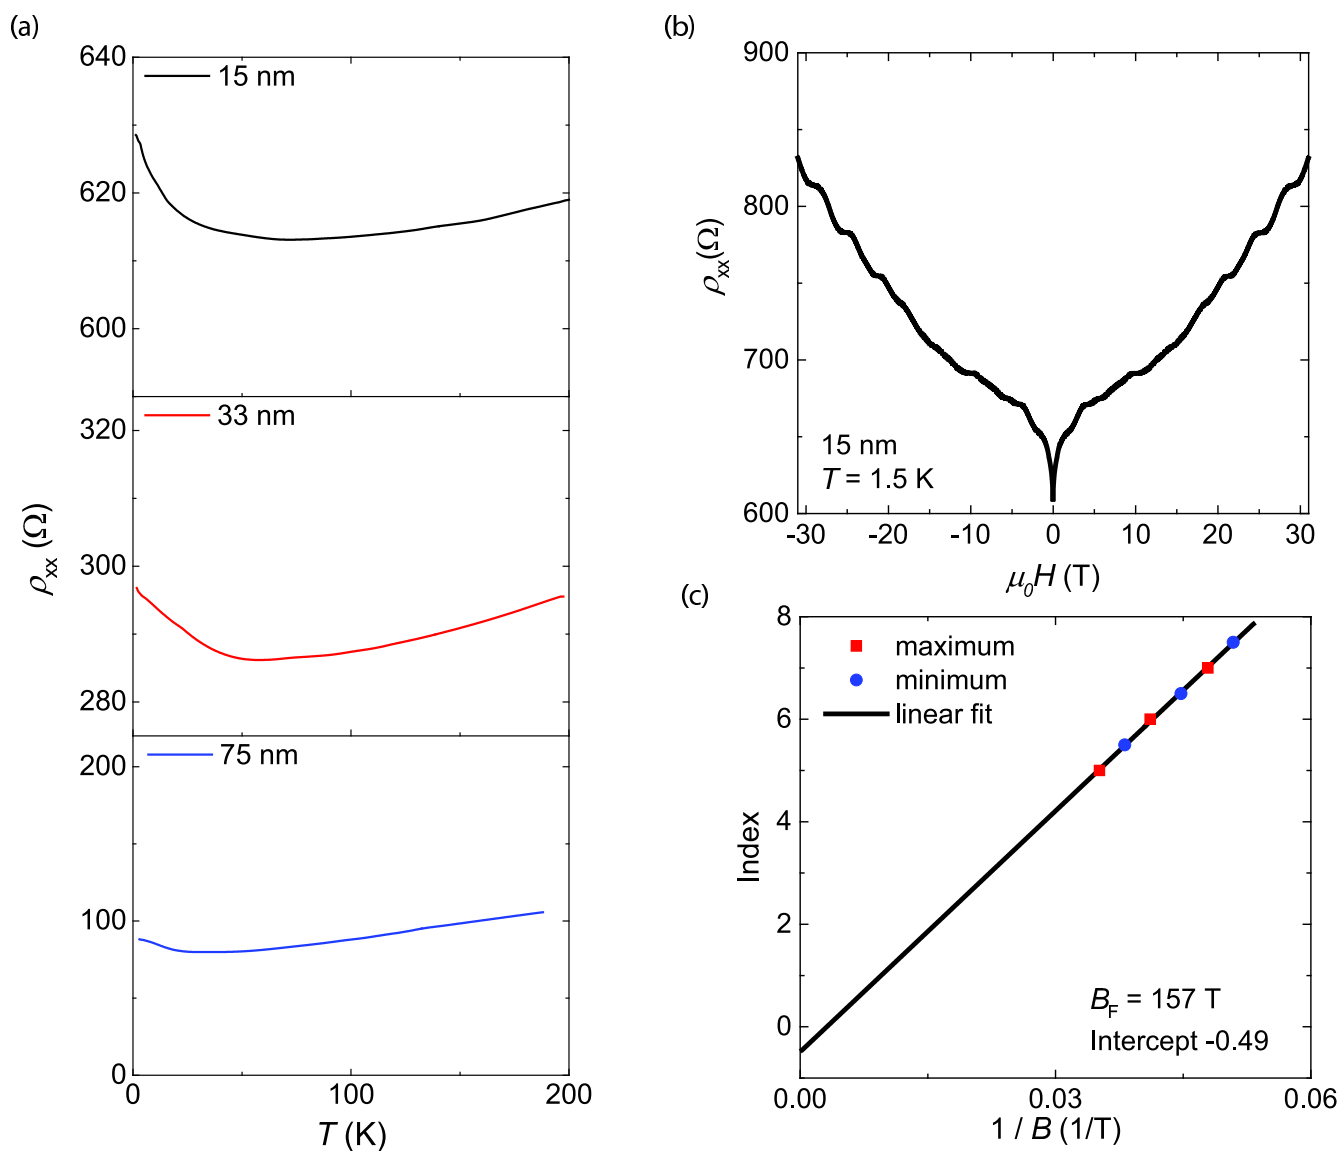 (a)
640
620
600
15 nm
320
300
280
33 nm
200
100
0
75 nm
ρxx (Ω)
0
100
200
T (K)
(b)
900
800
700
600
ρxx(Ω)
15 nm
T = 1.5 K
-30
-20
-10
0
10
20
30
μ0H (T)
(c)
8
6
4
2
0
Index
maximum
minimum
linear fit
BF = 157 T
Intercept -0.49
0.00
0.03
0.06
1 / B (1/T)